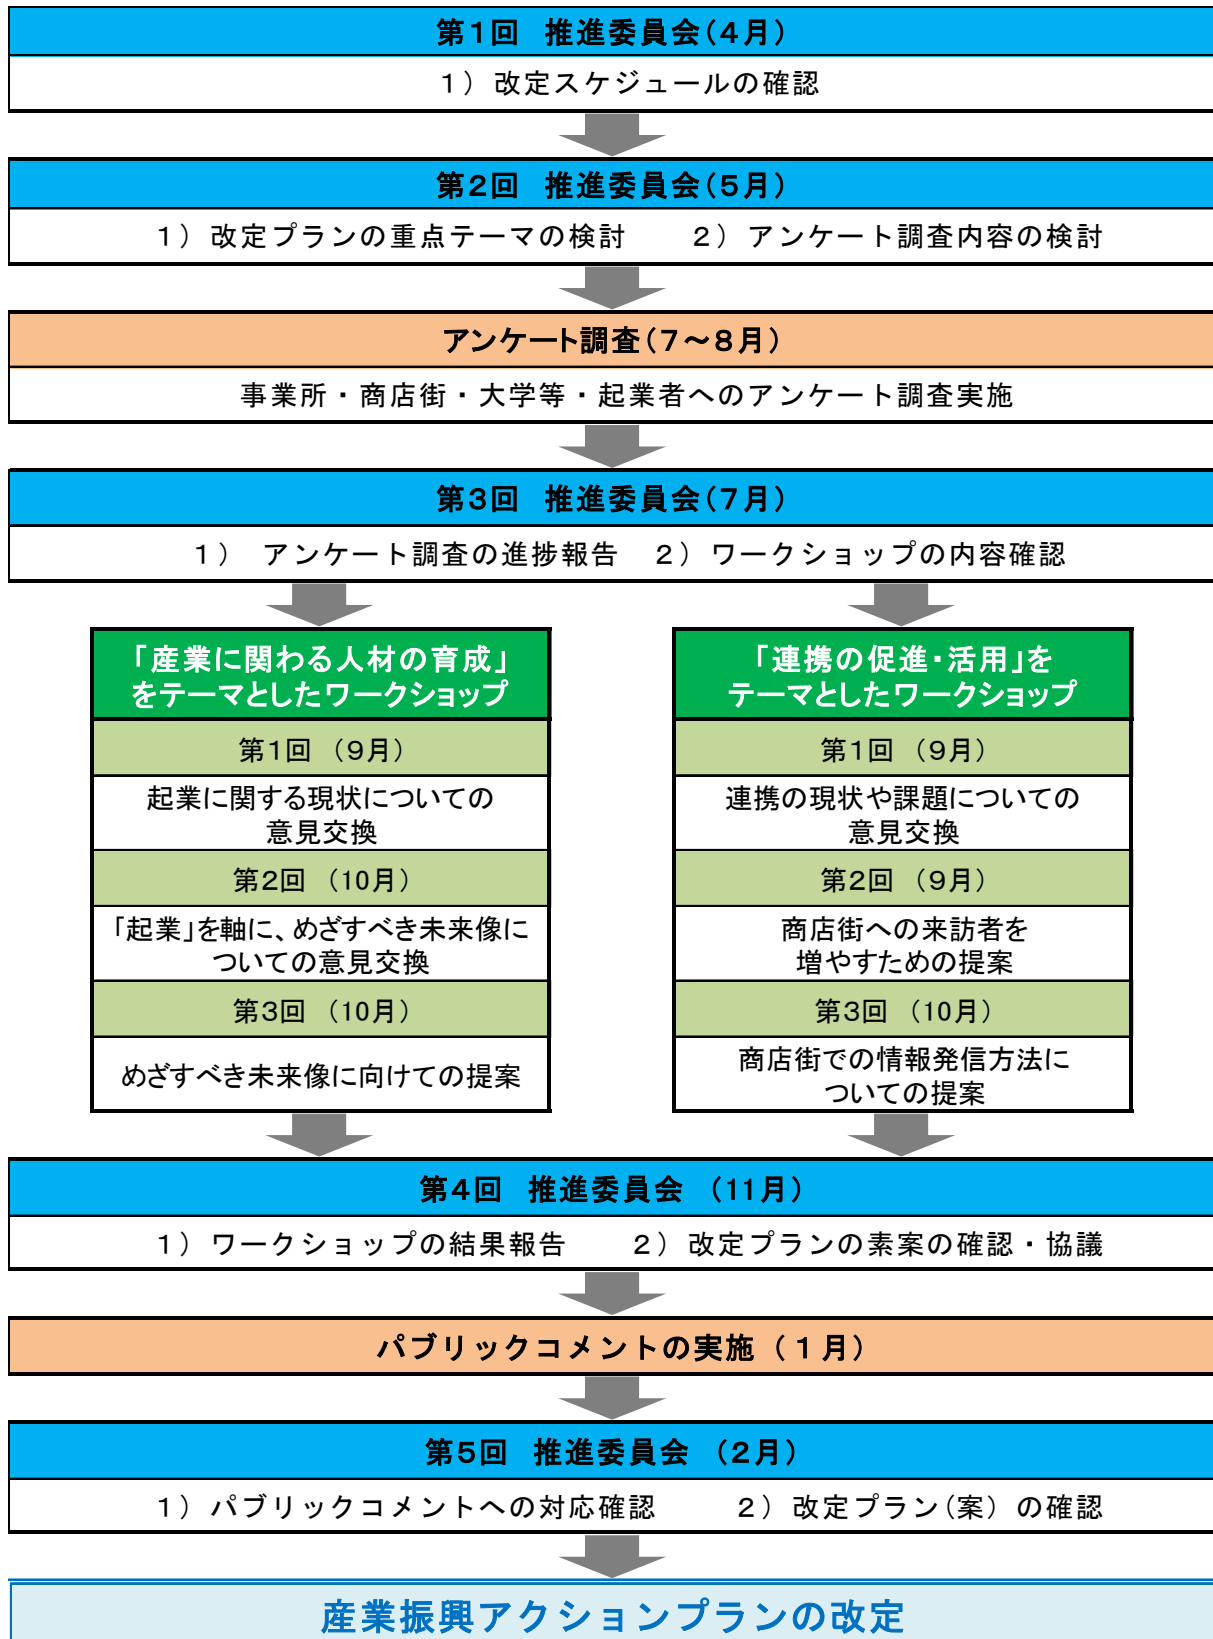 第１回　推進委員会（４月）
１）改定スケジュールの確認
第２回　推進委員会（５月）
１）改定プランの重点テーマの検討　　２）アンケート調査内容の検討
アンケート調査（７～８月）
事業所・商店街・大学等・起業者へのアンケート調査実施
第３回　推進委員会（７月）
１）　アンケート調査の進捗報告　２）ワークショップの内容確認
「産業に関わる人材の育成」
をテーマとしたワークショップ
第１回　（９月）
起業に関する現状についての
意見交換
第２回　（10月）
「起業」を軸に、めざすべき未来像に
ついての意見交換
第３回　（10月）
めざすべき未来像に向けての提案
「連携の促進・活用」を
テーマとしたワークショップ
第１回　（９月）
連携の現状や課題についての
意見交換
第２回　（９月）
商店街への来訪者を
増やすための提案
第３回　（10月）
商店街での情報発信方法に
ついての提案
第４回　推進委員会　（11月）
１）ワークショップの結果報告　　２）改定プランの素案の確認・協議
パブリックコメントの実施（１月）
第５回　推進委員会　（２月）
１）パブリックコメントへの対応確認　　２）改定プラン（案）の確認
産業振興アクションプランの改定